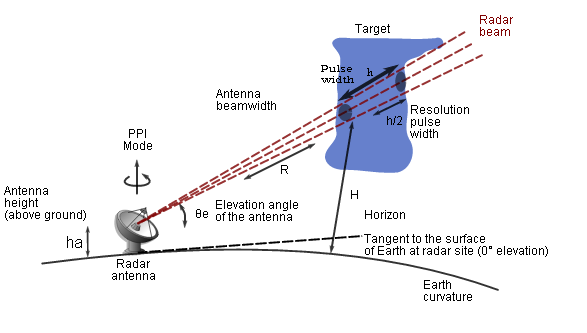 Target
Radar
beam
Pulse
width
h
Antenna
beamwidth
h/2
Resolution
pulse
width
PPI
Mode
R
Antenna
height
(above ground)
θe
Elevation angle
of the antenna
H
Horizon
ha
Tangent to the surface
of Earth at radar site (0° elevation)
Radar
antenna
Earth
curvature